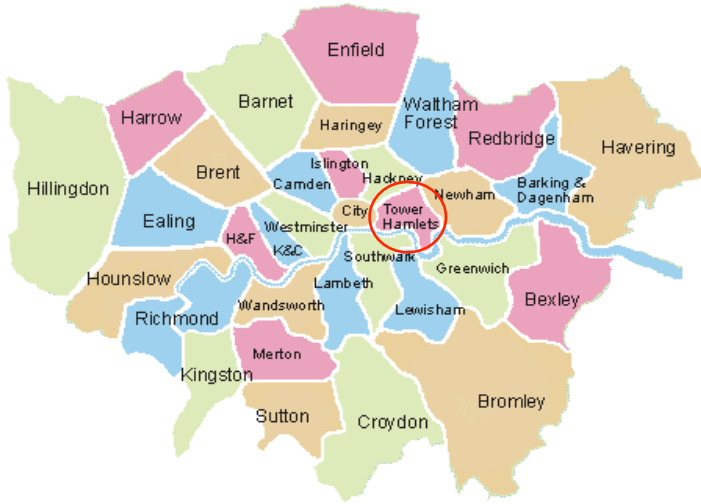 Enfield
Barnet
Waltham
Forest
Harrow
Haringey
Redbridge
Havering
Islington
Brent
Hackney
Hillingdon
Camden
Newham
Barking &
Dagenham
Ealing
City
Tower
Hamlets
Westminster
H&F
K&C
Southwark
Greenwich
Hounslow
Lambeth
Bexley
Richmond
Wandsworth
Lewisham
Merton
Kingston
Bromley
Sutton
Croydon